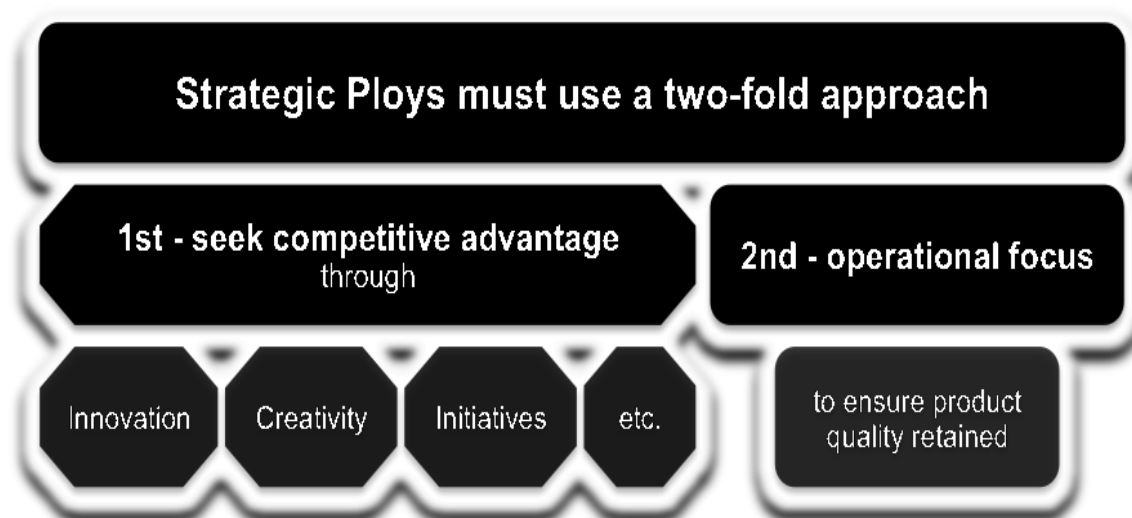 Strategic Ploys must use a two-fold approach
1st - seek competitive advantage
through
2nd - operational focus
Innovation
Creativity
Initiatives
etc.
to ensure product
quality retained